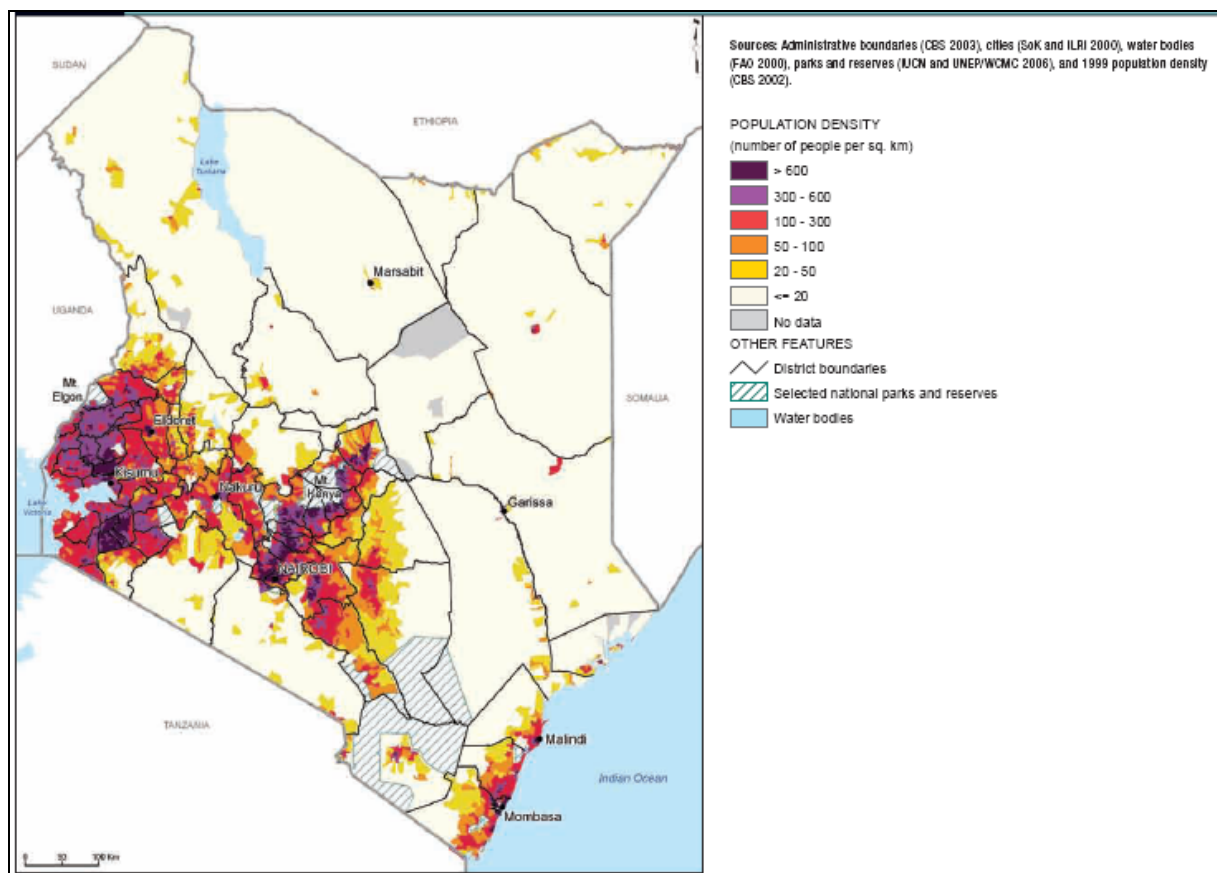 Sources: Administrative boundaries (CBS 2003), cities (SoK and ILRI 2000), water bodies
(FAO 2000), parks and reserves (IUCN and UNEP/WCMC 2006), and 1999 population density
(CBS 2002).
POPULATION DENSITY
(number of people per sq. km)
> 600
300 - 600
100 - 300
50 - 100
20 - 50
<= 20
No data
OTHER FEATURES
District boundaries
Selected national parks and reserves
Water bodies
SUDAN
ETHIOPIA
Lake
Turkana
Marsabit
UGANDA
Mt.
Elgon
SOMALIA
Eldoret
Kisumu
Nakuru
Mt.
Kenya
Lake
Victoria
Garissa
NAIROBI
TANZANIA
Malindi
Indian Ocean
Mombasa
0 50 100 Km